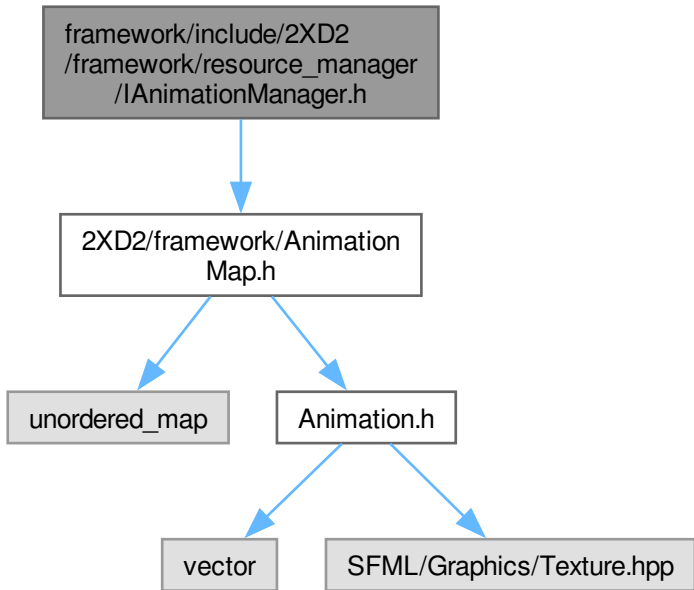 framework/include/2XD2
/framework/resource_manager
/IAnimationManager.h
2XD2/framework/Animation
Map.h
unordered_map
Animation.h
vector
SFML/Graphics/Texture.hpp